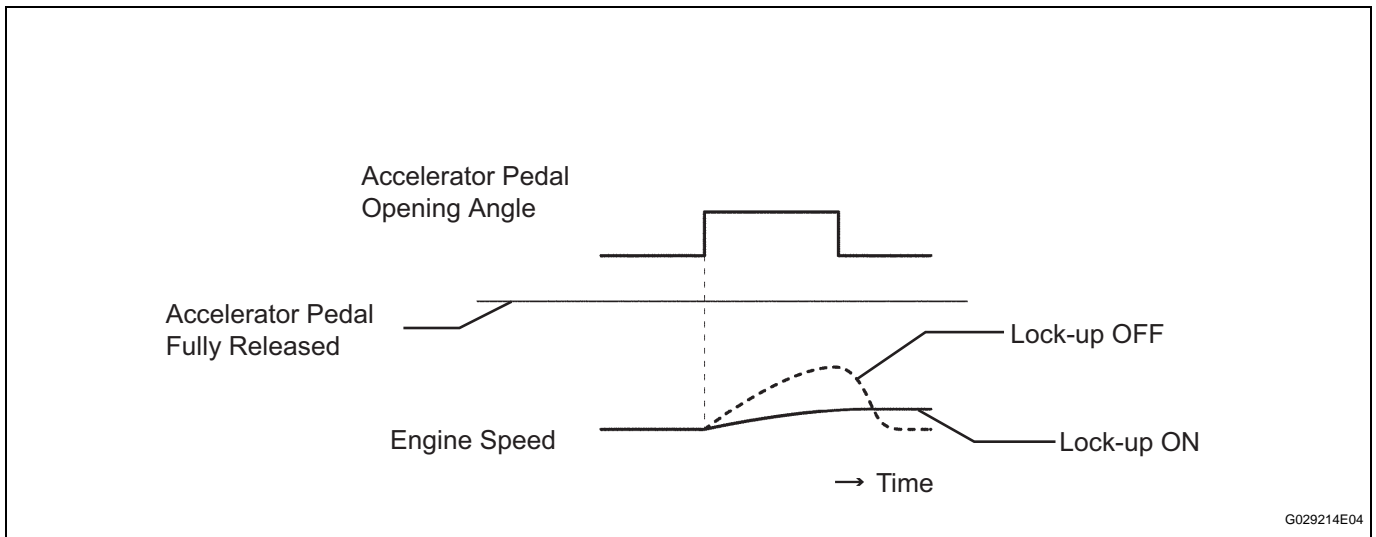 Accelerator Pedal
Opening Angle
Accelerator Pedal
Fully Released
Lock-up OFF
Engine Speed
Lock-up ON
→ Time
G029214E04